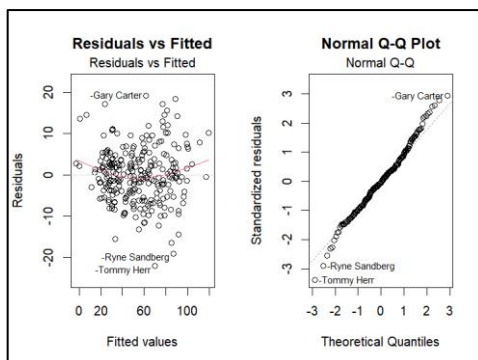 Residuals vs Fitted
Residuals vs Fitted
20
10
0
-10
-20
Residuals
-Gary Carter
-Ryne Sandberg
-Tommy Herr
0 20 60 100
Fitted values
Normal Q-Q Plot
Normal Q-Q
3
2
1
0
-1
-2
-3
Standardized residuals
-Gary Carter
-Ryne Sandberg
-Tommy Herr
-3 -2 -1 0 1 2 3
Theoretical Quantiles